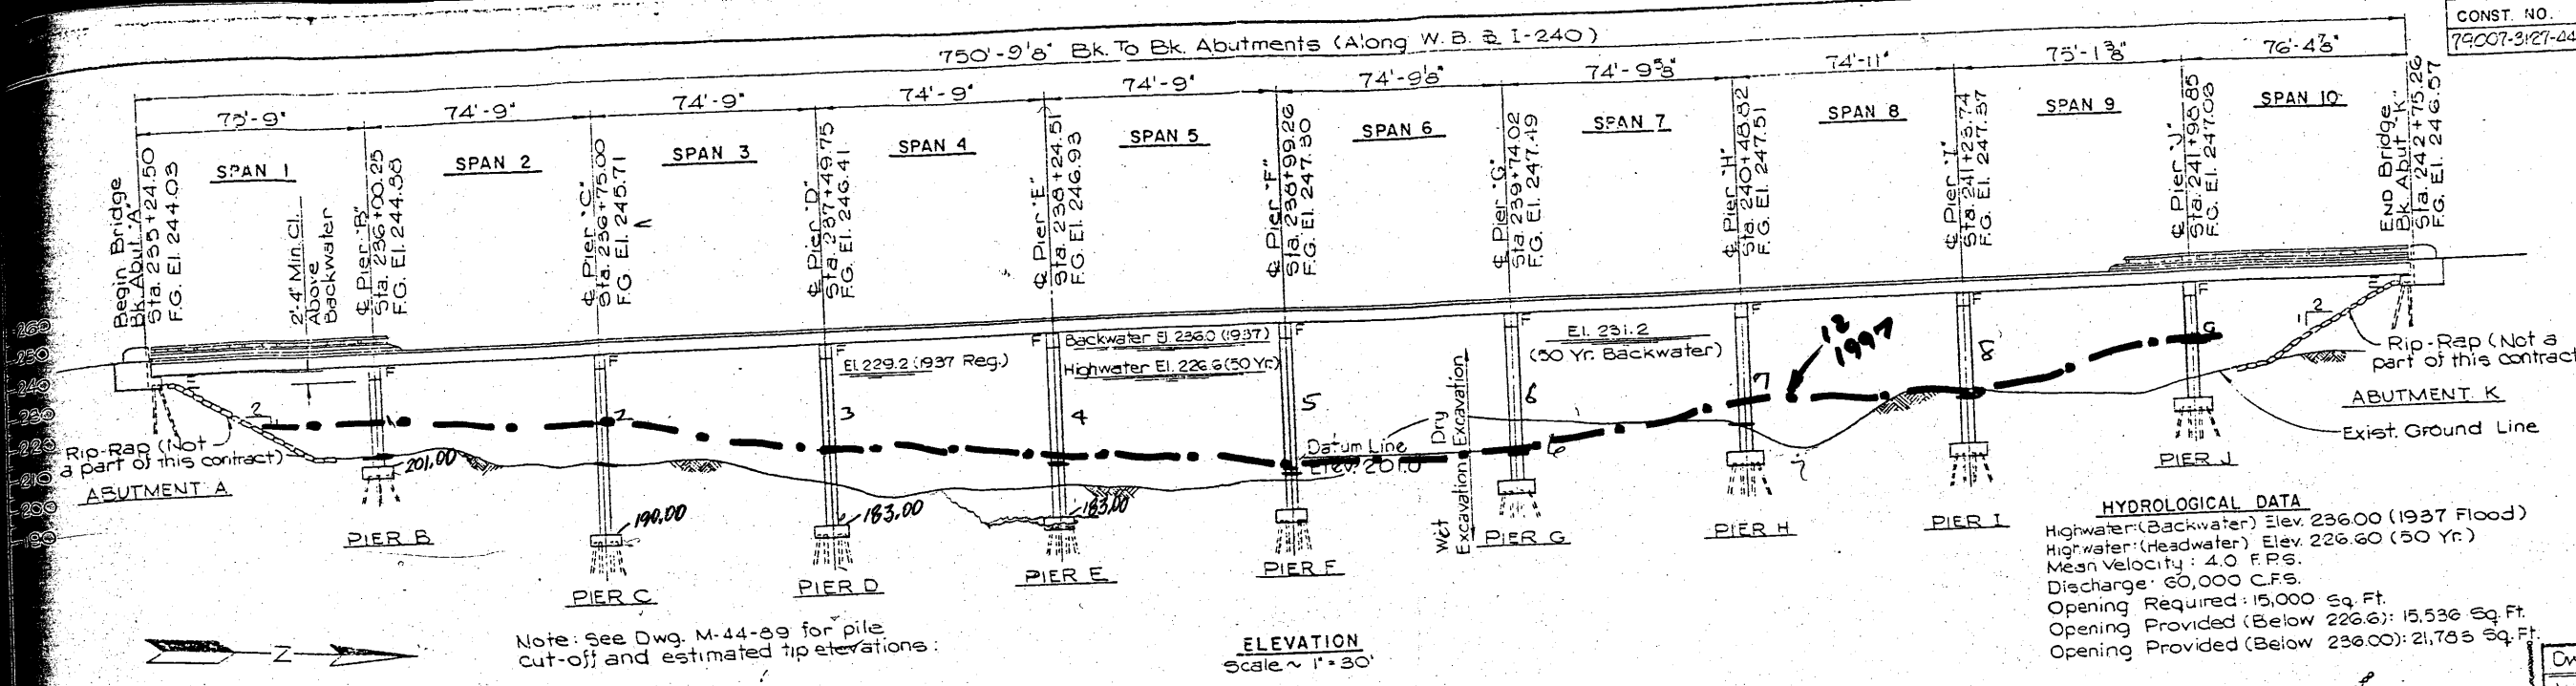 CONST. NO.
79007-3127-44
750'-9⅛" Bk. To Bk. Abutments (Along W.B. ℄ I-240)
75'-9"
74'-9"
74'-9"
74'-9"
74'-9"
74'-9⅛"
74'-9⅝"
74'-11"
75'-1⅜"
76'-4⅞"
SPAN 1
SPAN 2
SPAN 3
SPAN 4
SPAN 5
SPAN 6
SPAN 7
SPAN 8
SPAN 9
SPAN 10
Begin Bridge
Bk. Abut. "A"
Sta. 235+24.50
F.G. El. 244.03
2'-4" Min. Cl.
Above
Backwater
℄ Pier "B"
Sta. 236+00.25
F.G. El. 244.88
℄ Pier "C"
Sta. 236+75.00
F.G. El. 245.71
℄ Pier "D"
Sta. 237+49.75
F.G. El. 246.41
℄ Pier "E"
Sta. 238+24.51
F.G. El. 246.93
℄ Pier "F"
Sta. 238+99.26
F.G. El. 247.30
℄ Pier "G"
Sta. 239+74.02
F.G. El. 247.49
℄ Pier "H"
Sta. 240+48.82
F.G. El. 247.51
℄ Pier "I"
Sta. 241+23.74
F.G. El. 247.37
℄ Pier "J"
Sta. 241+98.85
F.G. El. 247.08
End Bridge
Bk. Abut. "K"
Sta. 242+75.26
F.G. El. 246.57
260
250
240
230
220
210
200
190
F
F
F
F
F
F
F
F
F
E
E
El. 229.2 (1937 Reg.)
Backwater El. 236.0 (1937)
Highwater El. 226.6 (50 Yr.)
El. 231.2
(50 Yr. Backwater)
12
1997
1
2
3
4
5
6
7
8
9
2
1
2
6
Rip-Rap (Not
a part of this contract)
ABUTMENT A
201.00
190.00
183.00
183.00
Datum Line
Elev. 201.0
Dry
Excavation
Wet
Excavation
Rip-Rap (Not a
part of this contract
ABUTMENT K
Exist. Ground Line
PIER B
PIER C
PIER D
PIER E
PIER F
PIER G
PIER H
PIER I
PIER J
HYDROLOGICAL DATA
Highwater: (Backwater) Elev. 236.00 (1937 Flood)
Highwater: (Headwater) Elev. 226.60 (50 Yr.)
Mean Velocity: 4.0 F.P.S.
Discharge: 60,000 C.F.S.
Opening Required: 15,000 Sq. Ft.
Opening Provided (Below 226.6): 15,536 Sq. Ft.
Opening Provided (Below 236.00): 21,783 Sq. Ft.
Z
Note: See Dwg. M-44-89 for pile
cut-off and estimated tip elevations:
ELEVATION
Scale ~ 1" = 30'